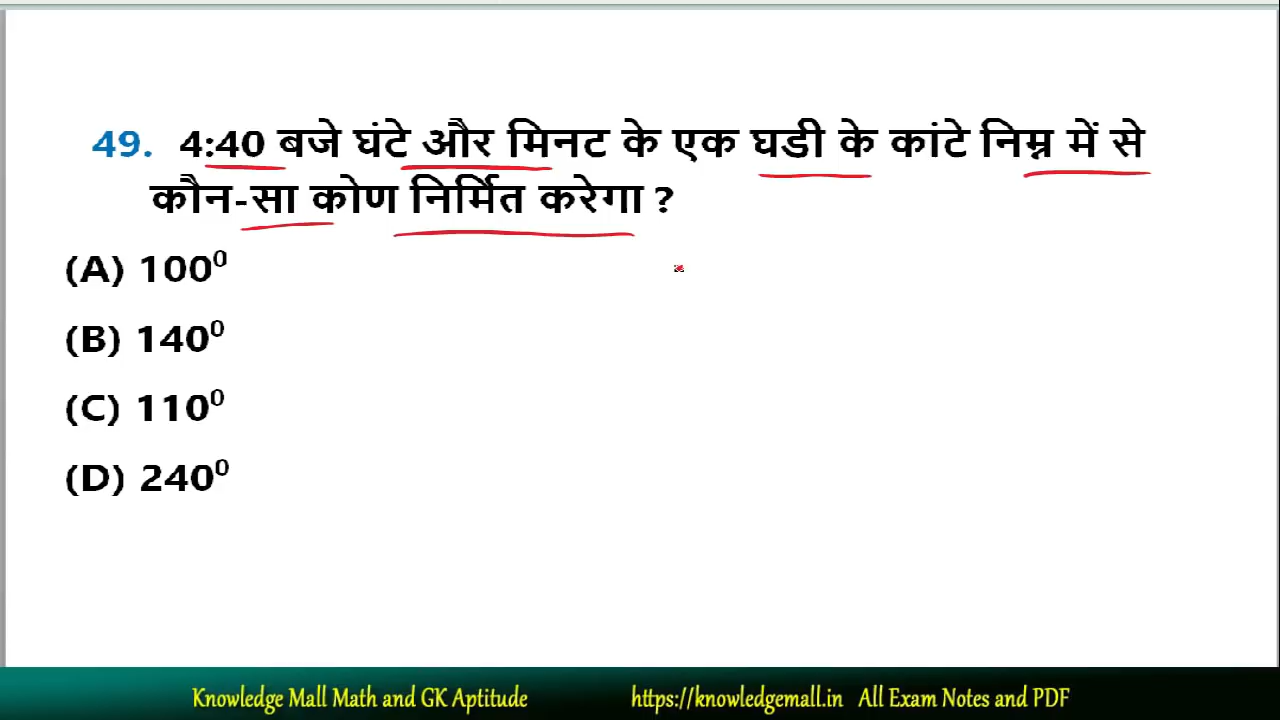 49. 4:40 बजे घंटे और मिनट के एक घडी के कांटे निम्न में से
कौन-सा कोण निर्मित करेगा ?
(A) 100⁰
(B) 140⁰
(C) 110⁰
(D) 240⁰
Knowledge Mall Math and GK Aptitude https://knowledgemall.in All Exam Notes and PDF